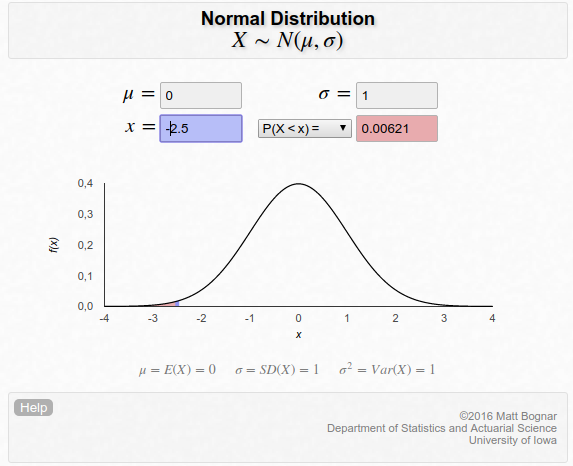 Normal Distribution
X ~ N(μ, σ)
μ = 0 σ = 1
x = -2.5 P(X < x) = 0.00621
0,4
0,3
0,2
0,1
0,0
f(x)
-4 -3 -2 -1 0 1 2 3 4
x
μ = E(X) = 0 σ = SD(X) = 1 σ² = Var(X) = 1
Help
©2016 Matt Bognar
Department of Statistics and Actuarial Science
University of Iowa